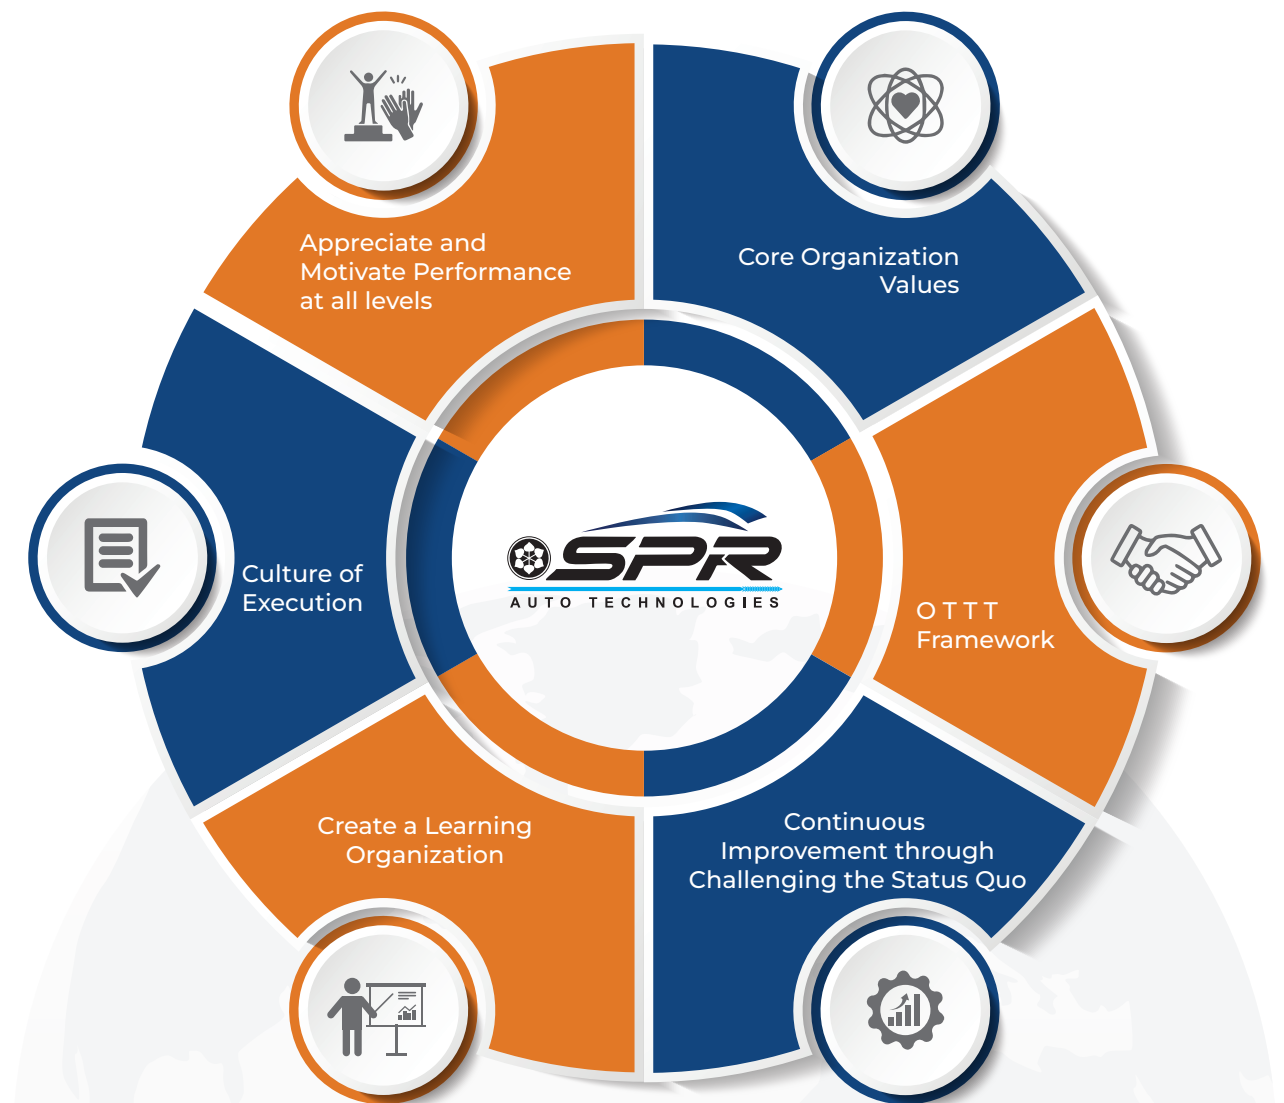 Appreciate and
Motivate Performance
at all levels
Core Organization
Values
Culture of
Execution
SPR
AUTO TECHNOLOGIES
O T T T
Framework
Create a Learning
Organization
Continuous
Improvement through
Challenging the Status Quo